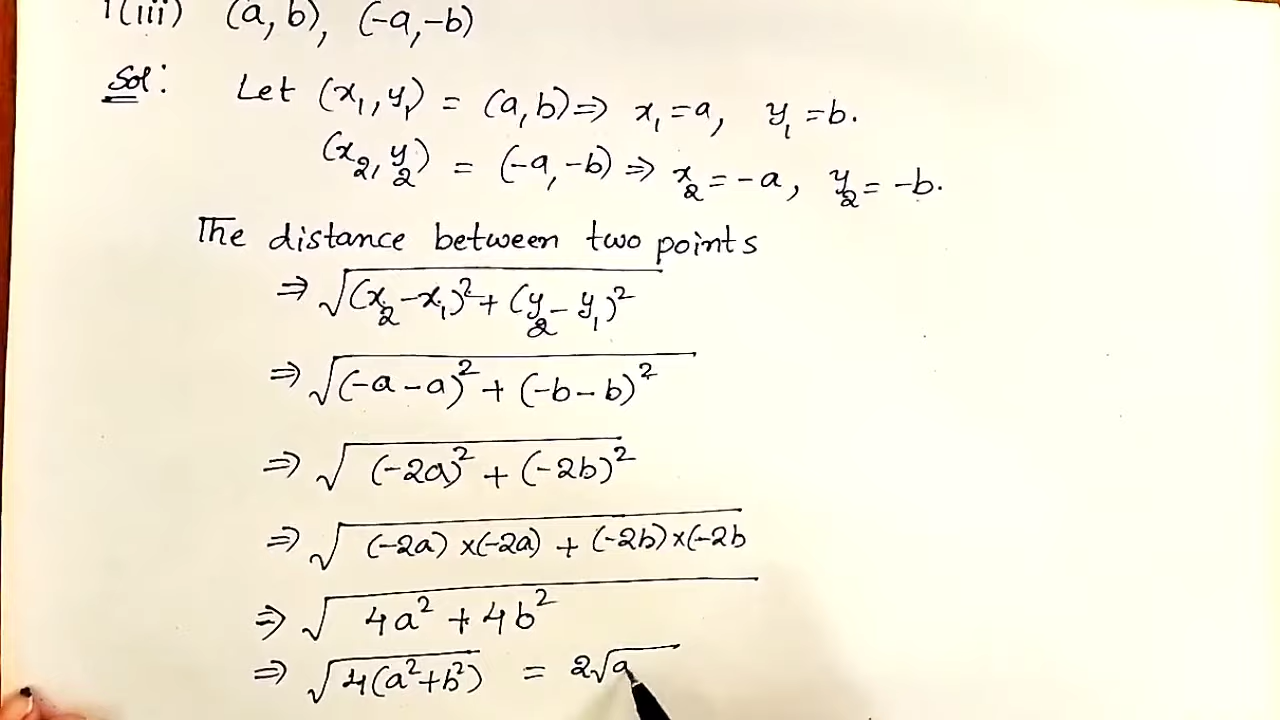 1(iii) (a, b), (-a, -b)
Sol: Let (x₁, y₁) = (a, b) ⇒ x₁ = a, y₁ = b.
(x₂, y₂) = (-a, -b) ⇒ x₂ = -a, y₂ = -b.
The distance between two points
⇒ √(x₂ - x₁)² + (y₂ - y₁)²
⇒ √(-a - a)² + (-b - b)²
⇒ √(-2a)² + (-2b)²
⇒ √(-2a) × (-2a) + (-2b) × (-2b
⇒ √4a² + 4b²
⇒ √4(a² + b²) = 2√a